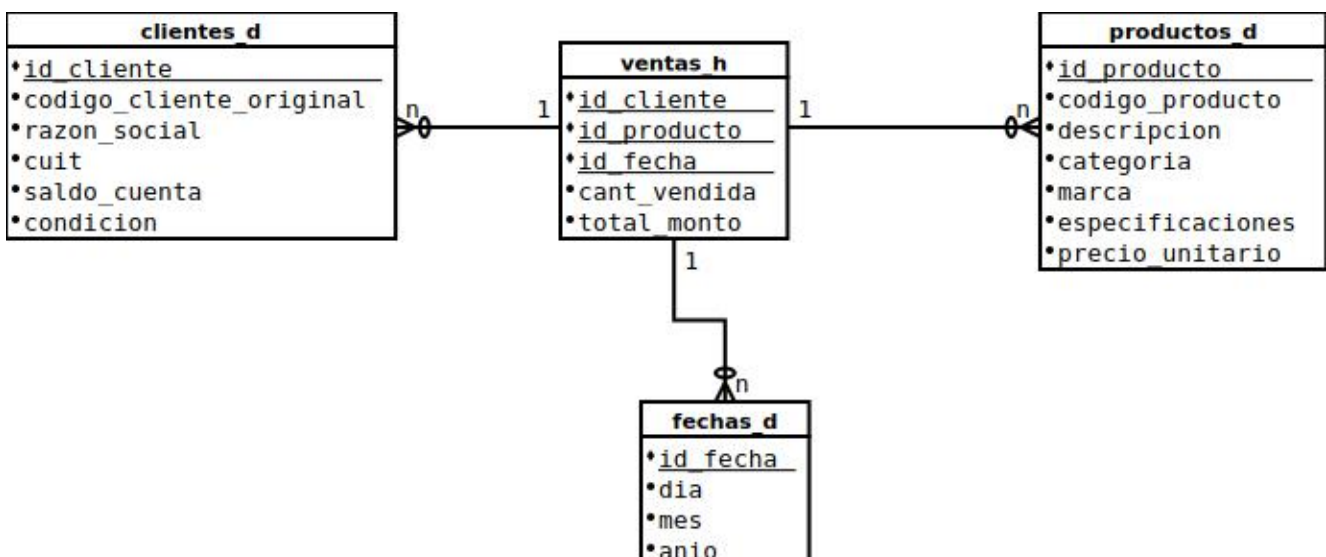 clientes_d
id_cliente
codigo_cliente_original
razon_social
cuit
saldo_cuenta
condicion
n
1
ventas_h
id_cliente
id_producto
id_fecha
cant_vendida
total_monto
1
n
productos_d
id_producto
codigo_producto
descripcion
categoria
marca
especificaciones
precio_unitario
1
n
fechas_d
id_fecha
dia
mes
anio